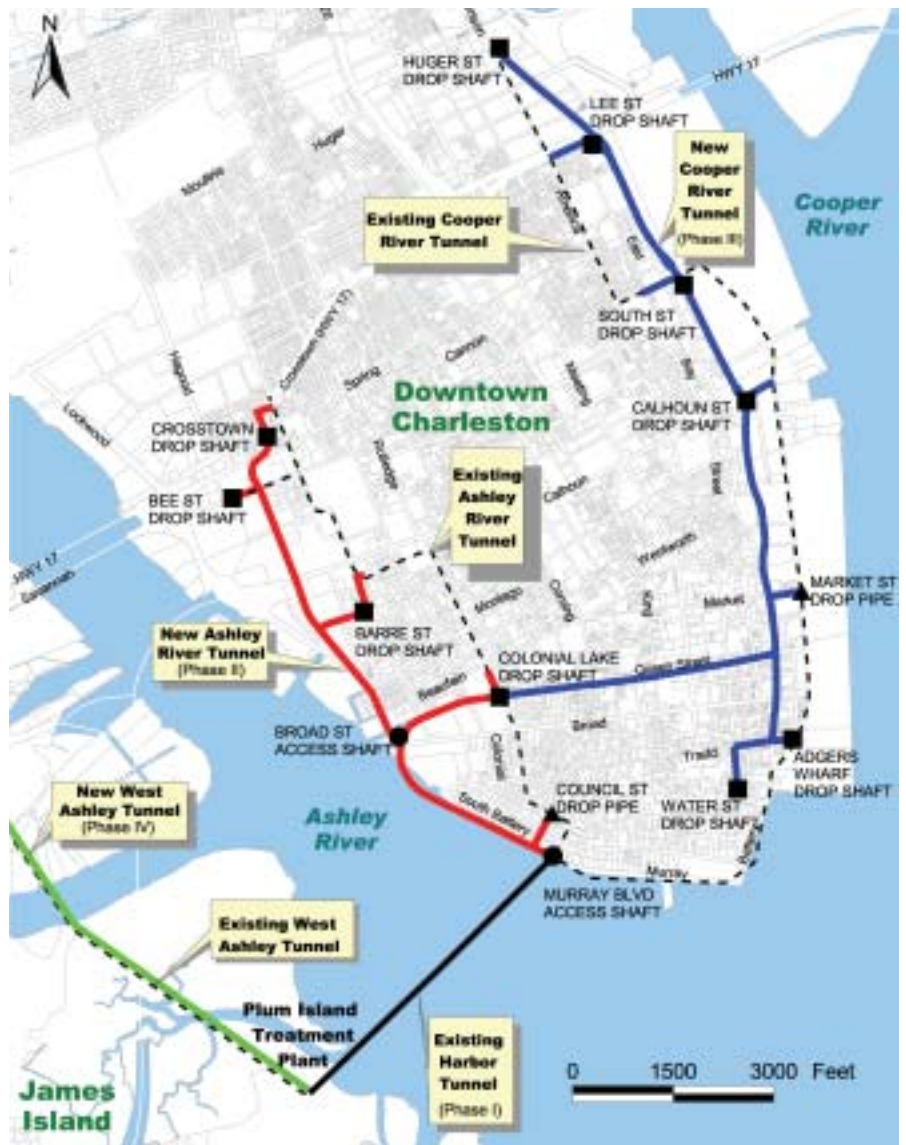 N
HUGER ST
DROP SHAFT
HWY 17
LEE ST
DROP SHAFT
New
Cooper
River
Tunnel
(Phase III)
Cooper
River
Huger
Moultrie
Existing Cooper
River Tunnel
East
SOUTH ST
DROP SHAFT
Crosstown (HWY 17)
Spring
Cannon
Meeting
Bay
Hagood
Lockwood
Downtown
Charleston
CALHOUN ST
DROP SHAFT
CROSSTOWN
DROP SHAFT
Rutledge
Existing
Ashley
River
Tunnel
Calhoun
Street
BEE ST
DROP SHAFT
HWY 17
Savannah
Wentworth
Montagu
Coming
King
Market
MARKET ST
DROP PIPE
BARRE ST
DROP SHAFT
New Ashley
River Tunnel
(Phase II)
COLONIAL LAKE
DROP SHAFT
Beaufain
Queen Street
BROAD ST
ACCESS SHAFT
Broad
Colonial
Tradd
ADGERS
WHARF
DROP SHAFT
New West
Ashley Tunnel
(Phase IV)
Ashley
River
South Battery
COUNCIL ST
DROP PIPE
WATER ST
DROP SHAFT
Murray
MURRAY BLVD
ACCESS SHAFT
Existing West
Ashley Tunnel
Plum Island
Treatment
Plant
Existing
Harbor
Tunnel
(Phase I)
0 1500 3000 Feet
James
Island